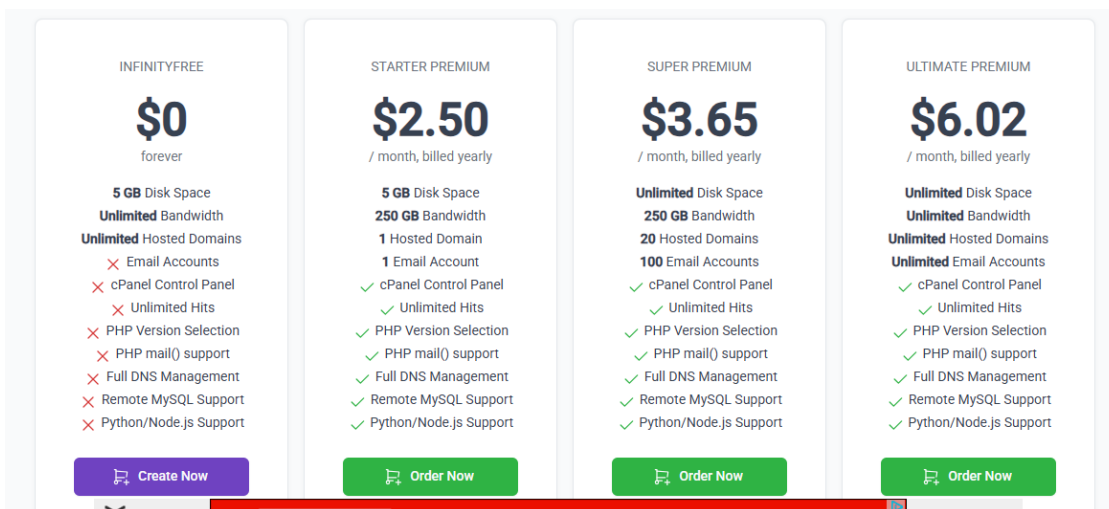 INFINITYFREE
$0
forever
5 GB Disk Space
Unlimited Bandwidth
Unlimited Hosted Domains
Email Accounts
cPanel Control Panel
Unlimited Hits
PHP Version Selection
PHP mail() support
Full DNS Management
Remote MySQL Support
Python/Node.js Support
Create Now
STARTER PREMIUM
$2.50
/ month, billed yearly
5 GB Disk Space
250 GB Bandwidth
1 Hosted Domain
1 Email Account
cPanel Control Panel
Unlimited Hits
PHP Version Selection
PHP mail() support
Full DNS Management
Remote MySQL Support
Python/Node.js Support
Order Now
SUPER PREMIUM
$3.65
/ month, billed yearly
Unlimited Disk Space
250 GB Bandwidth
20 Hosted Domains
100 Email Accounts
cPanel Control Panel
Unlimited Hits
PHP Version Selection
PHP mail() support
Full DNS Management
Remote MySQL Support
Python/Node.js Support
Order Now
ULTIMATE PREMIUM
$6.02
/ month, billed yearly
Unlimited Disk Space
Unlimited Bandwidth
Unlimited Hosted Domains
Unlimited Email Accounts
cPanel Control Panel
Unlimited Hits
PHP Version Selection
PHP mail() support
Full DNS Management
Remote MySQL Support
Python/Node.js Support
Order Now